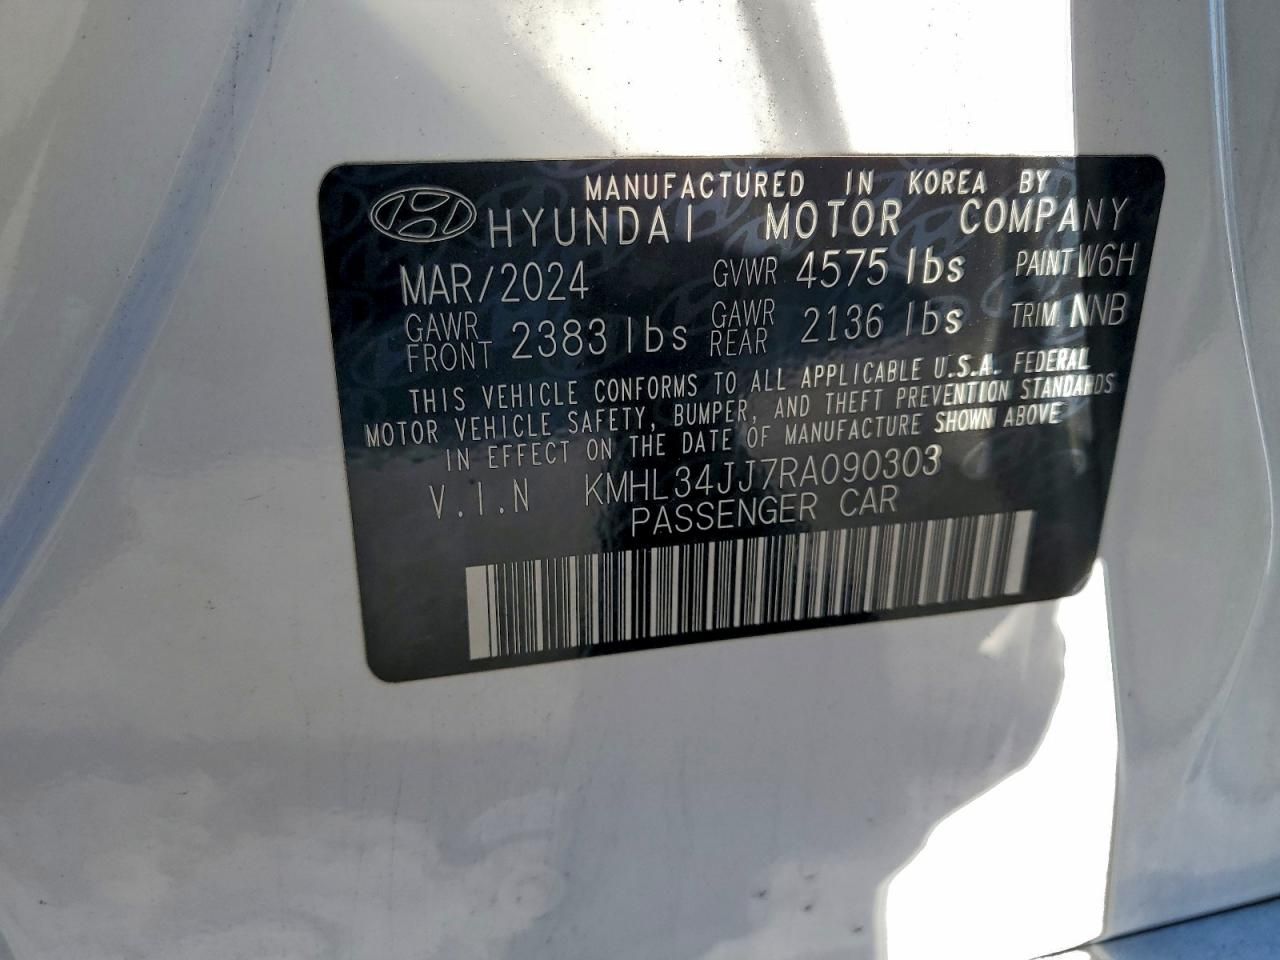 MANUFACTURED IN KOREA BY
HYUNDAI MOTOR COMPANY
MAR/2024 GVWR 4575 lbs PAINT W6H
GAWR FRONT 2383 lbs GAWR REAR 2136 lbs TRIM NNB
THIS VEHICLE CONFORMS TO ALL APPLICABLE U.S.A. FEDERAL
MOTOR VEHICLE SAFETY, BUMPER, AND THEFT PREVENTION STANDARDS
IN EFFECT ON THE DATE OF MANUFACTURE SHOWN ABOVE
V.I.N KMHL34JJ7RA090303
PASSENGER CAR